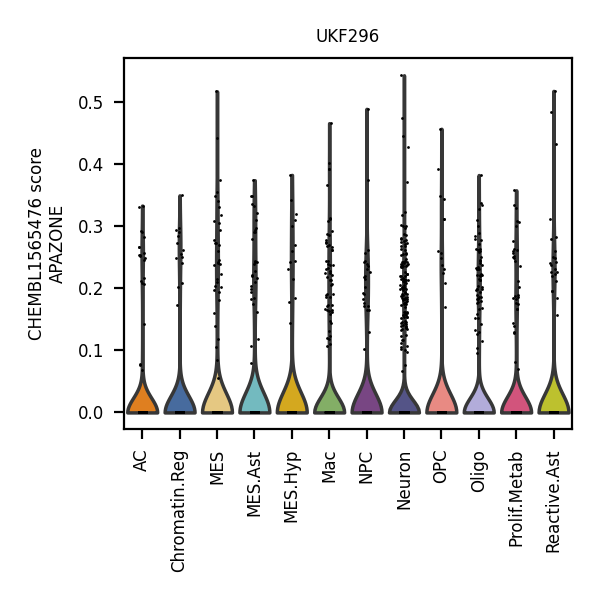 UKF296
CHEMBL1565476 score
APAZONE
0.5
0.4
0.3
0.2
0.1
0.0
AC
Chromatin.Reg
MES
MES.Ast
MES.Hyp
Mac
NPC
Neuron
OPC
Oligo
Prolif.Metab
Reactive.Ast